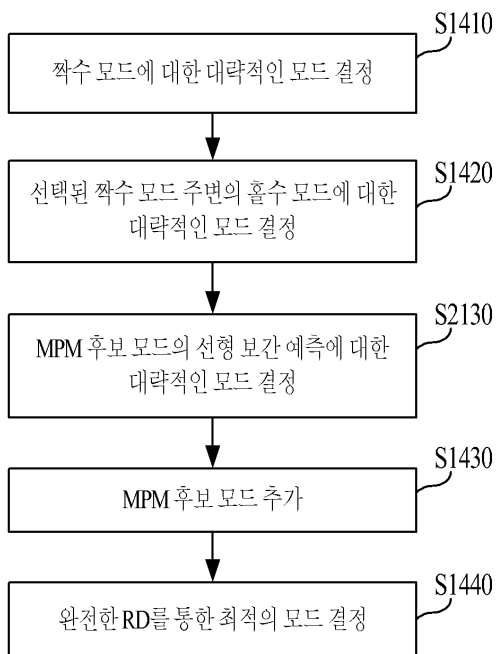 S1410
짝수 모드에 대한 대략적인 모드 결정
S1420
선택된 짝수 모드 주변의 홀수 모드에 대한
대략적인 모드 결정
S2130
MPM 후보 모드의 선형 보간 예측에 대한
대략적인 모드 결정
S1430
MPM 후보 모드 추가
S1440
완전한 RD를 통한 최적의 모드 결정